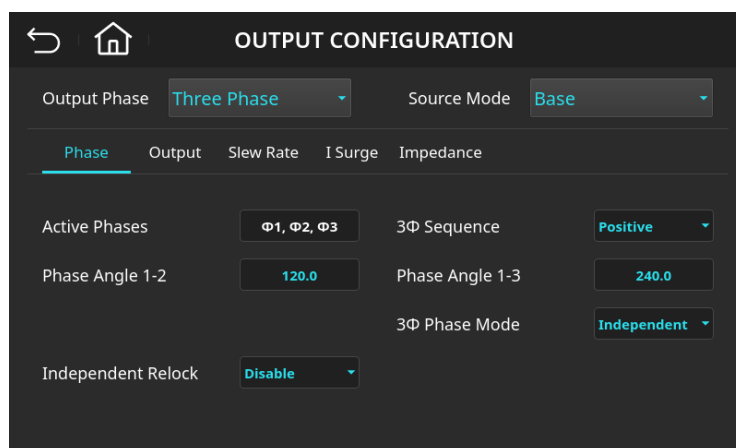 OUTPUT CONFIGURATION
Output Phase Three Phase Source Mode Base
Phase Output Slew Rate I Surge Impedance
Active Phases Φ1, Φ2, Φ3 3Φ Sequence Positive
Phase Angle 1-2 120.0 Phase Angle 1-3 240.0
3Φ Phase Mode Independent
Independent Relock Disable